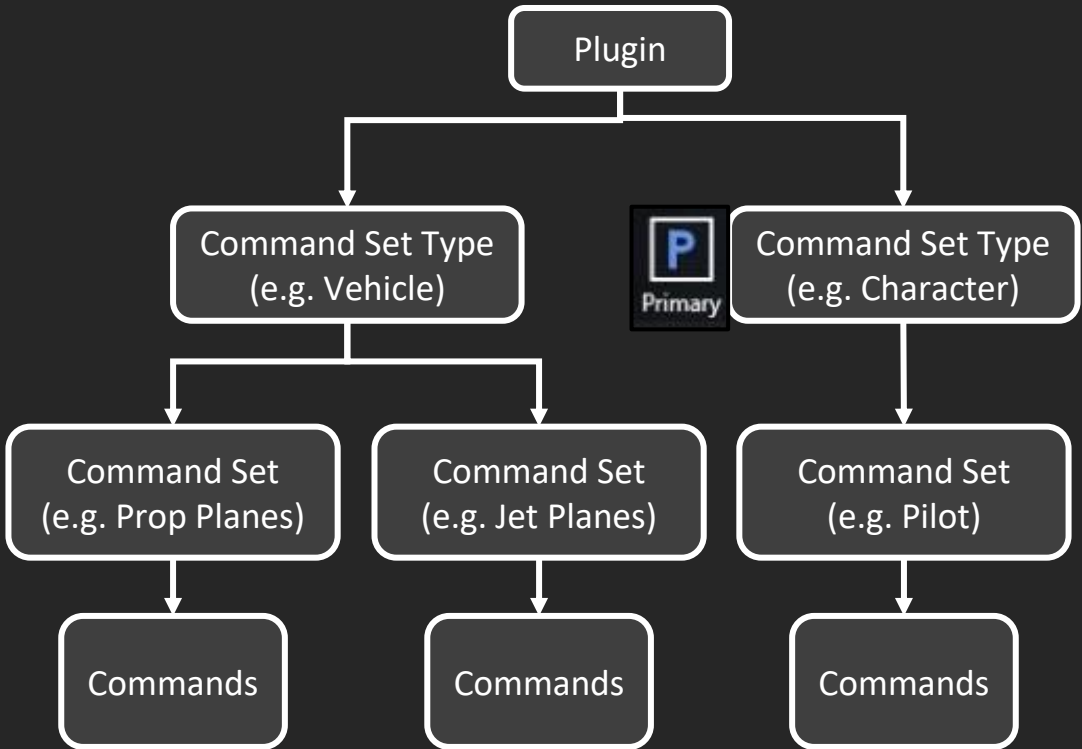 Plugin
Command Set Type
(e.g. Vehicle)
P
Primary
Command Set Type
(e.g. Character)
Command Set
(e.g. Prop Planes)
Command Set
(e.g. Jet Planes)
Command Set
(e.g. Pilot)
Commands
Commands
Commands